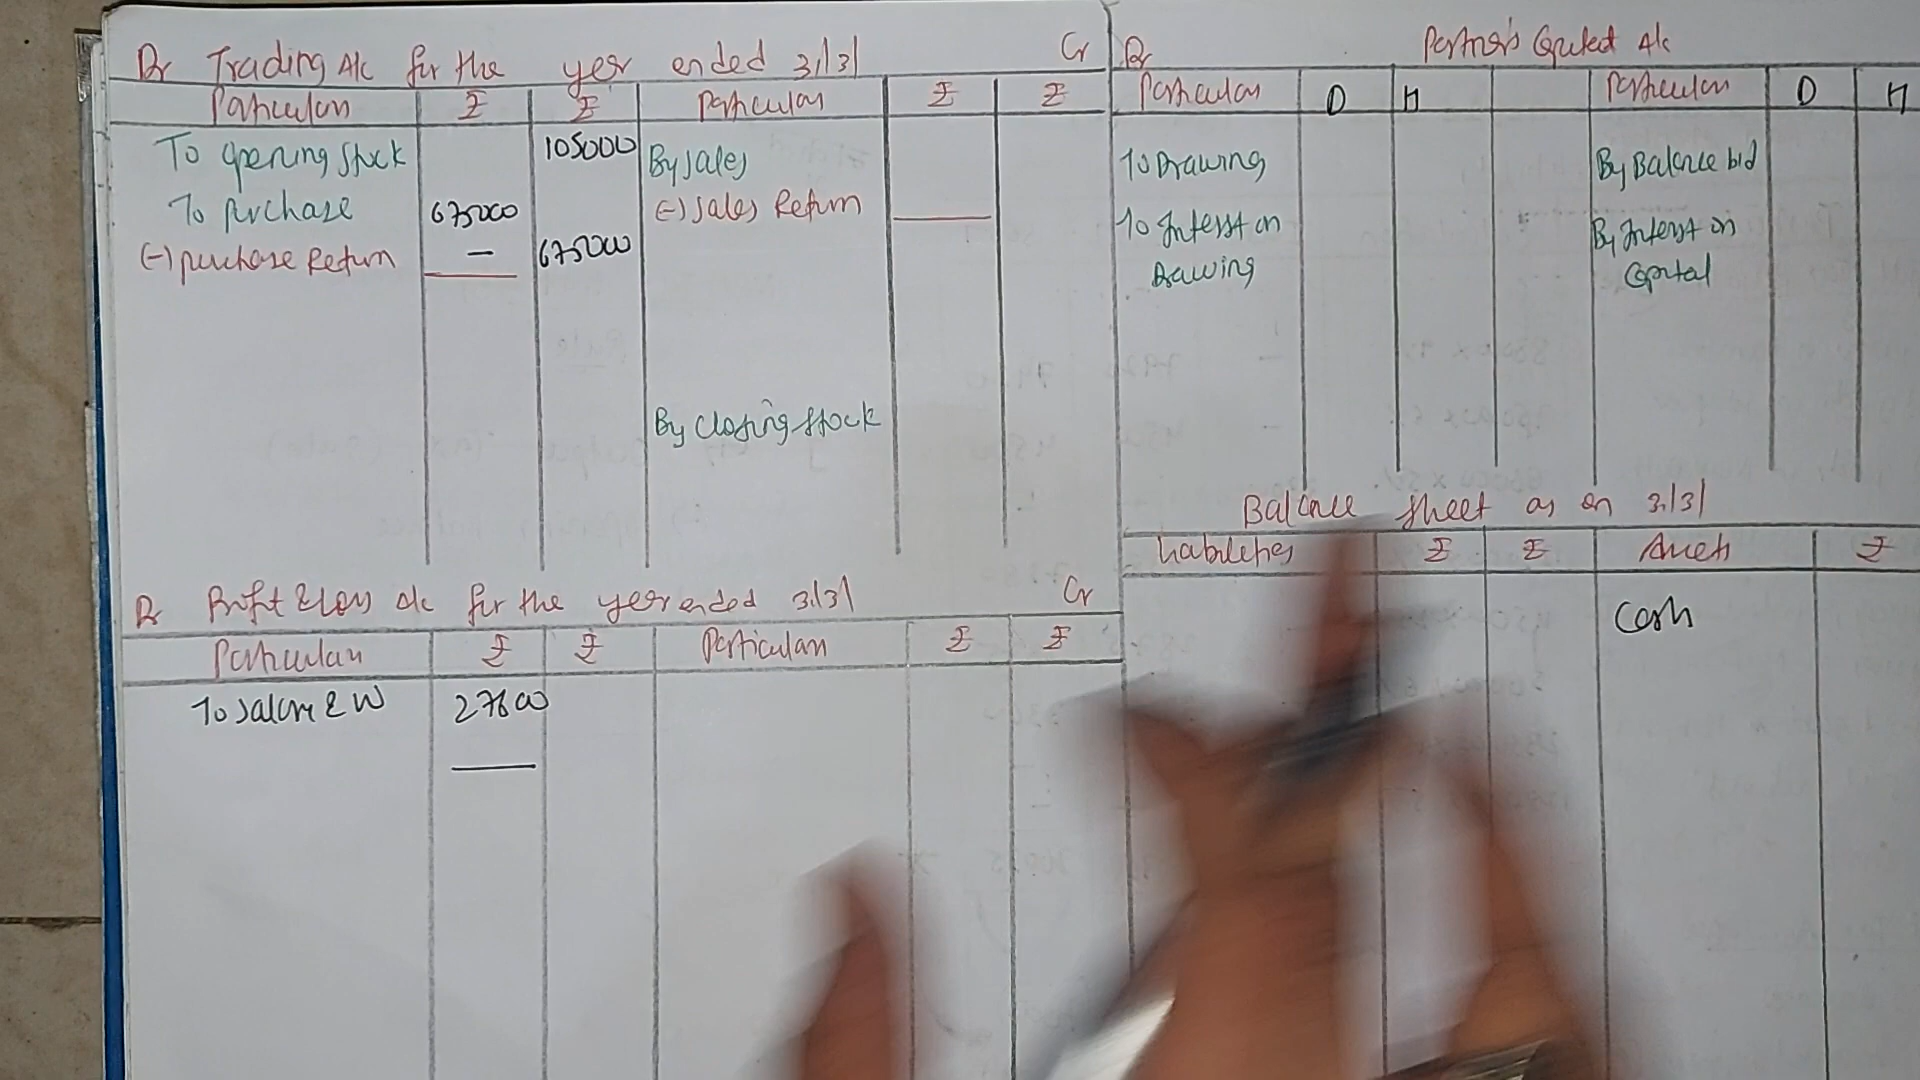 Dr Trading A/c for the year ended 31/3 Cr
Particulars ₹ ₹ Particulars ₹ ₹
To opening stock 105000 By sales
To purchase 675000 (-) sales Return
(-) purchase Return — 675000
By closing stock
Dr Profit & Loss A/c for the year ended 31/3 Cr
Particulars ₹ ₹ Particulars ₹ ₹
To W
Dr Partner's A/c
Particulars D H Particulars D H
To Drawing By Balance b/d
To Interest on By Interest on
Drawing Capital
Balance sheet as on 31/3
Liabilities ₹ ₹ Assets ₹
Cash